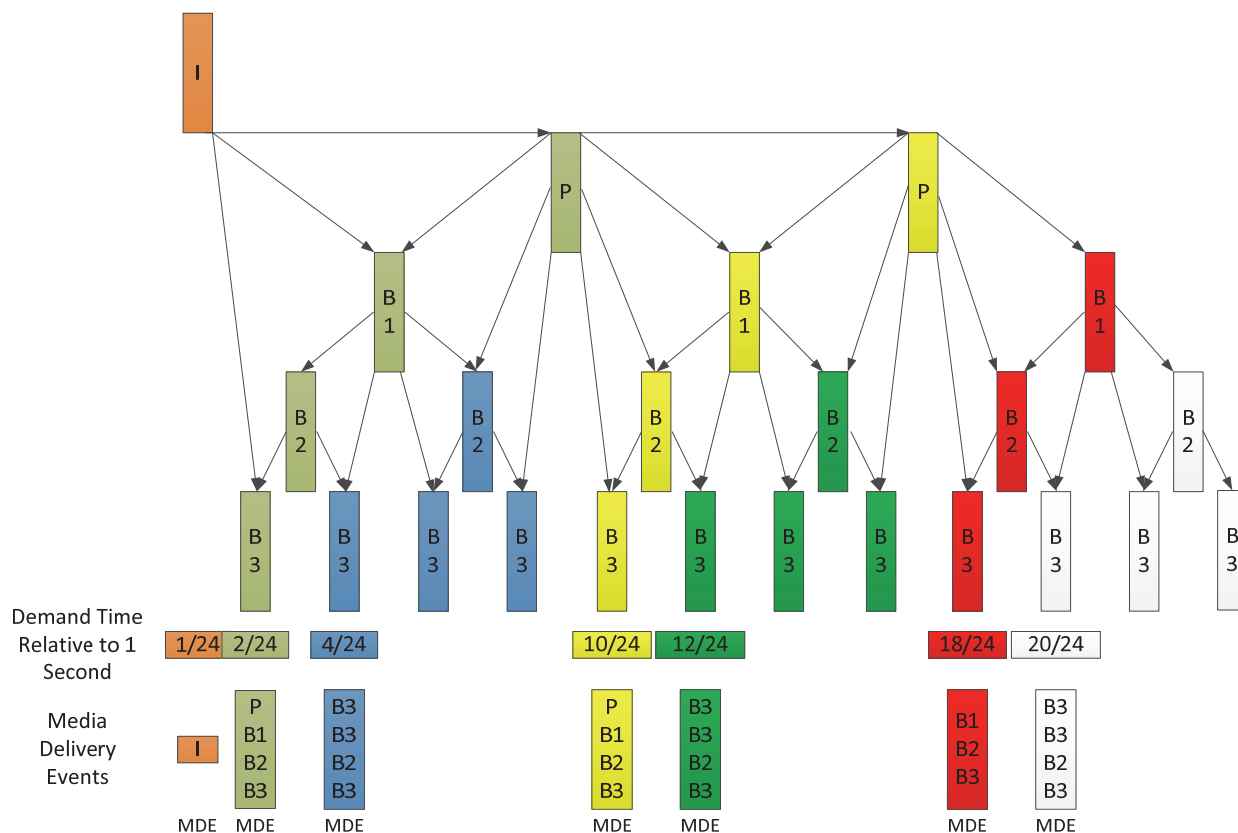 I
P
P
B
1
B
1
B
1
B
2
B
2
B
2
B
2
B
2
B
2
B
3
B
3
B
3
B
3
B
3
B
3
B
3
B
3
B
3
B
3
B
3
B
3
Demand Time
Relative to 1
Second
1/24
2/24
4/24
10/24
12/24
18/24
20/24
Media
Delivery
Events
I
P
B1
B2
B3
B3
B3
B2
B3
P
B1
B2
B3
B3
B3
B2
B3
B1
B2
B3
B3
B3
B2
B3
MDE
MDE
MDE
MDE
MDE
MDE
MDE